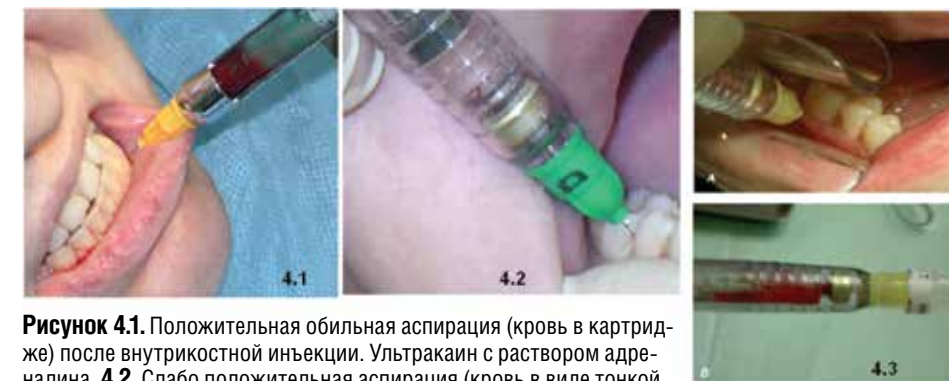 4.1
4.2
4.3
в
Рисунок 4.1. Положительная обильная аспирация (кровь в картрид-
же) после внутрикостной инъекции. Ультракаин с раствором адре-
налина. 4.2. Слабо положительная аспирация (кровь в виде тонкой